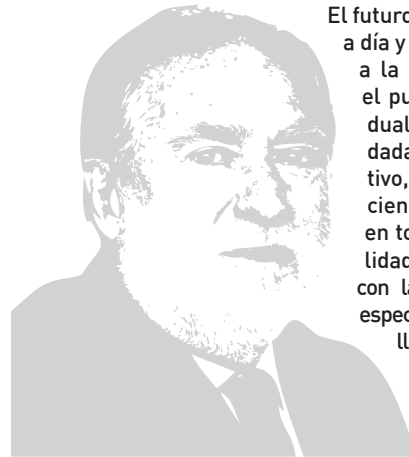 El futuro
a día y
a la
el pu
dual
dada
tivo,
cien
en to
lidad
con la
espec
ll